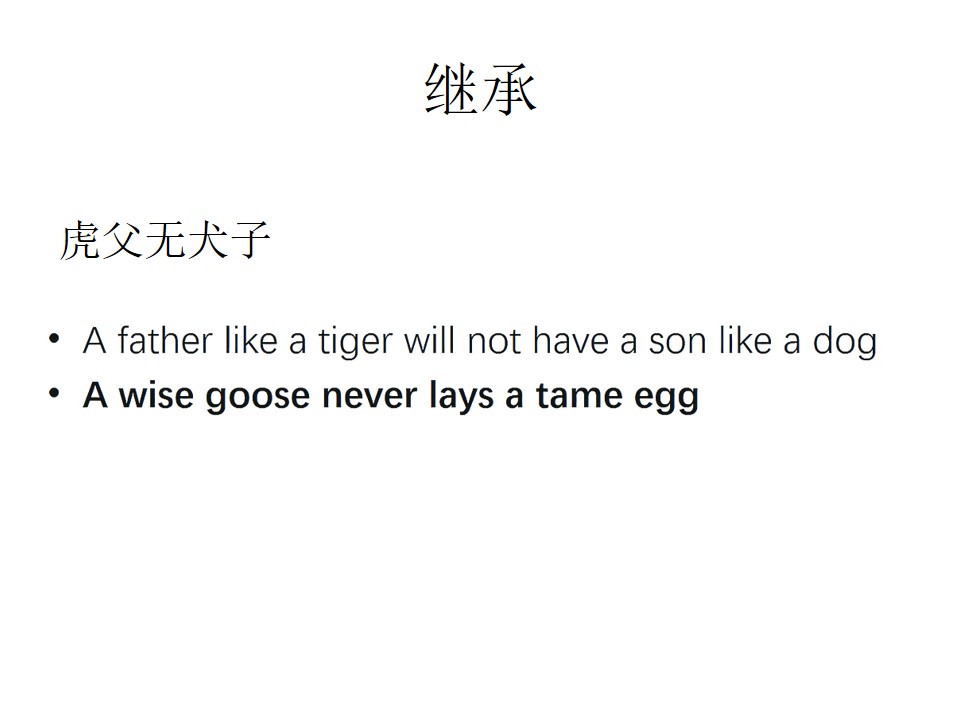 继承
虎父无犬子
• A father like a tiger will not have a son like a dog
• A wise goose never lays a tame egg